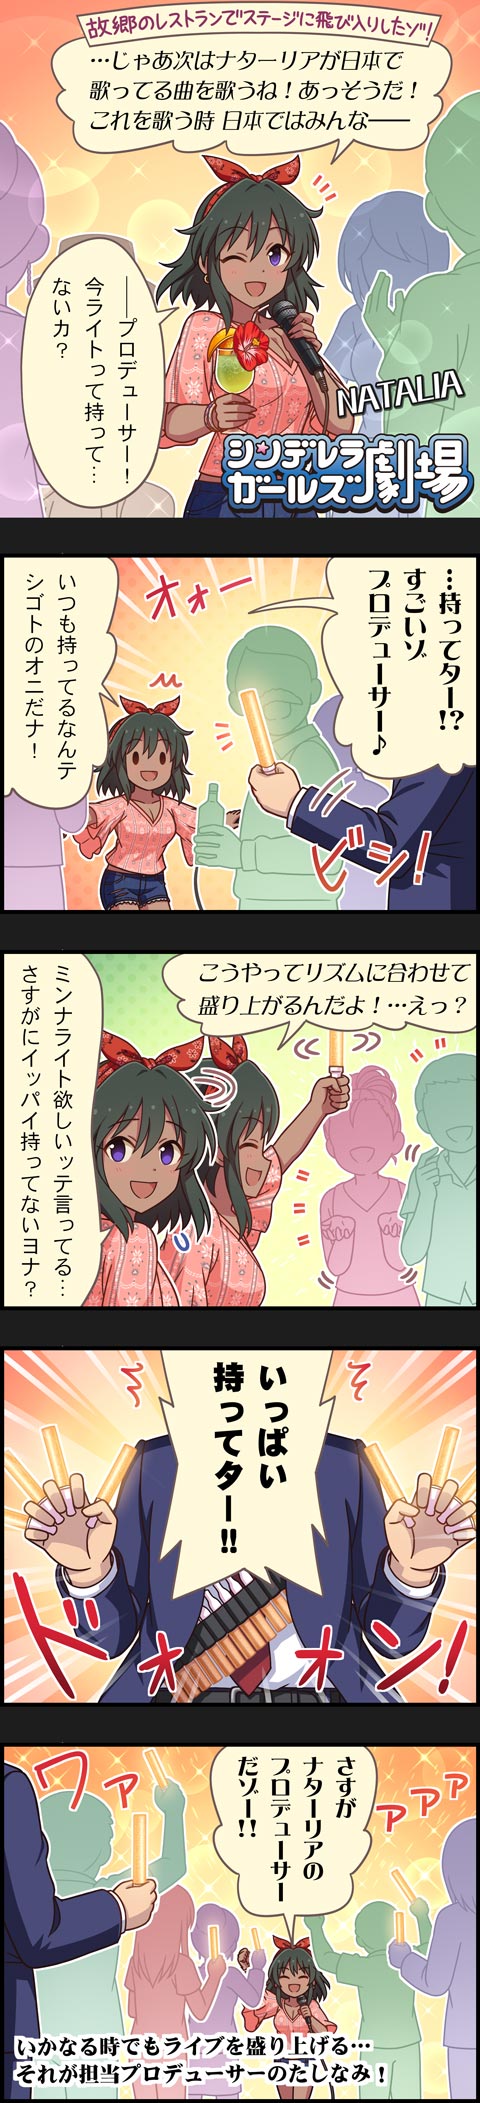 故郷のレストランでステージに飛び入りしたゾ!
…じゃあ次はナターリアが日本で
歌ってる曲を歌うね！あっそうだ！
これを歌う時 日本ではみんな――
――プロデューサー！
今ライトって持って…
ないカ？
NATALIA
シンデレラ
ガールズ劇場
…持ってター!?
すごいゾ
プロデューサー♪
オォー
いつも持ってるなんテ
シゴトのオニだナ！
ビシ！
こうやってリズムに合わせて
盛り上がるんだよ！…えっ？
ミンナライト欲しいッテ言ってる…
さすがにイッパイ持ってないヨナ？
いっぱい
持ってター!!
ドォォン！
ワァァァァ
さすが
ナターリアの
プロデューサー
だゾー!!
いかなる時でもライブを盛り上げる…
それが担当プロデューサーのたしなみ！